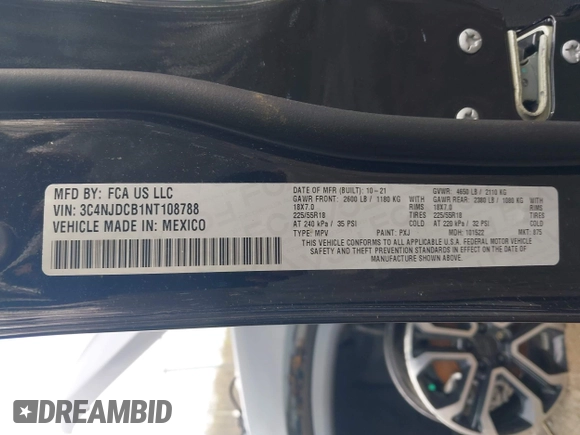 MFD BY: FCA US LLC
VIN: 3C4NJDCB1NT108788
VEHICLE MADE IN: MEXICO
DATE OF MFR (BUILT): 10-21
GAWR FRONT: 2600 LB / 1180 KG
18X7.0 RIMS
225/55R18 TIRES
AT 240 kPa / 35 PSI COLD
TYPE: MPV PAINT: PXJ
GVWR: 4650 LB / 2110 KG
GAWR REAR: 2380 LB / 1080 KG
18X7.0 RIMS
225/55R18 TIRES
AT 220 kPa / 32 PSI COLD
MDH: 101522 MKT: 875
THIS VEHICLE CONFORMS TO ALL APPLICABLE U.S.A. FEDERAL MOTOR VEHICLE
SAFETY AND THEFT PREVENTION STANDARDS IN EFFECT ON THE DATE OF
MANUFACTURE SHOWN ABOVE.
DREAMBID